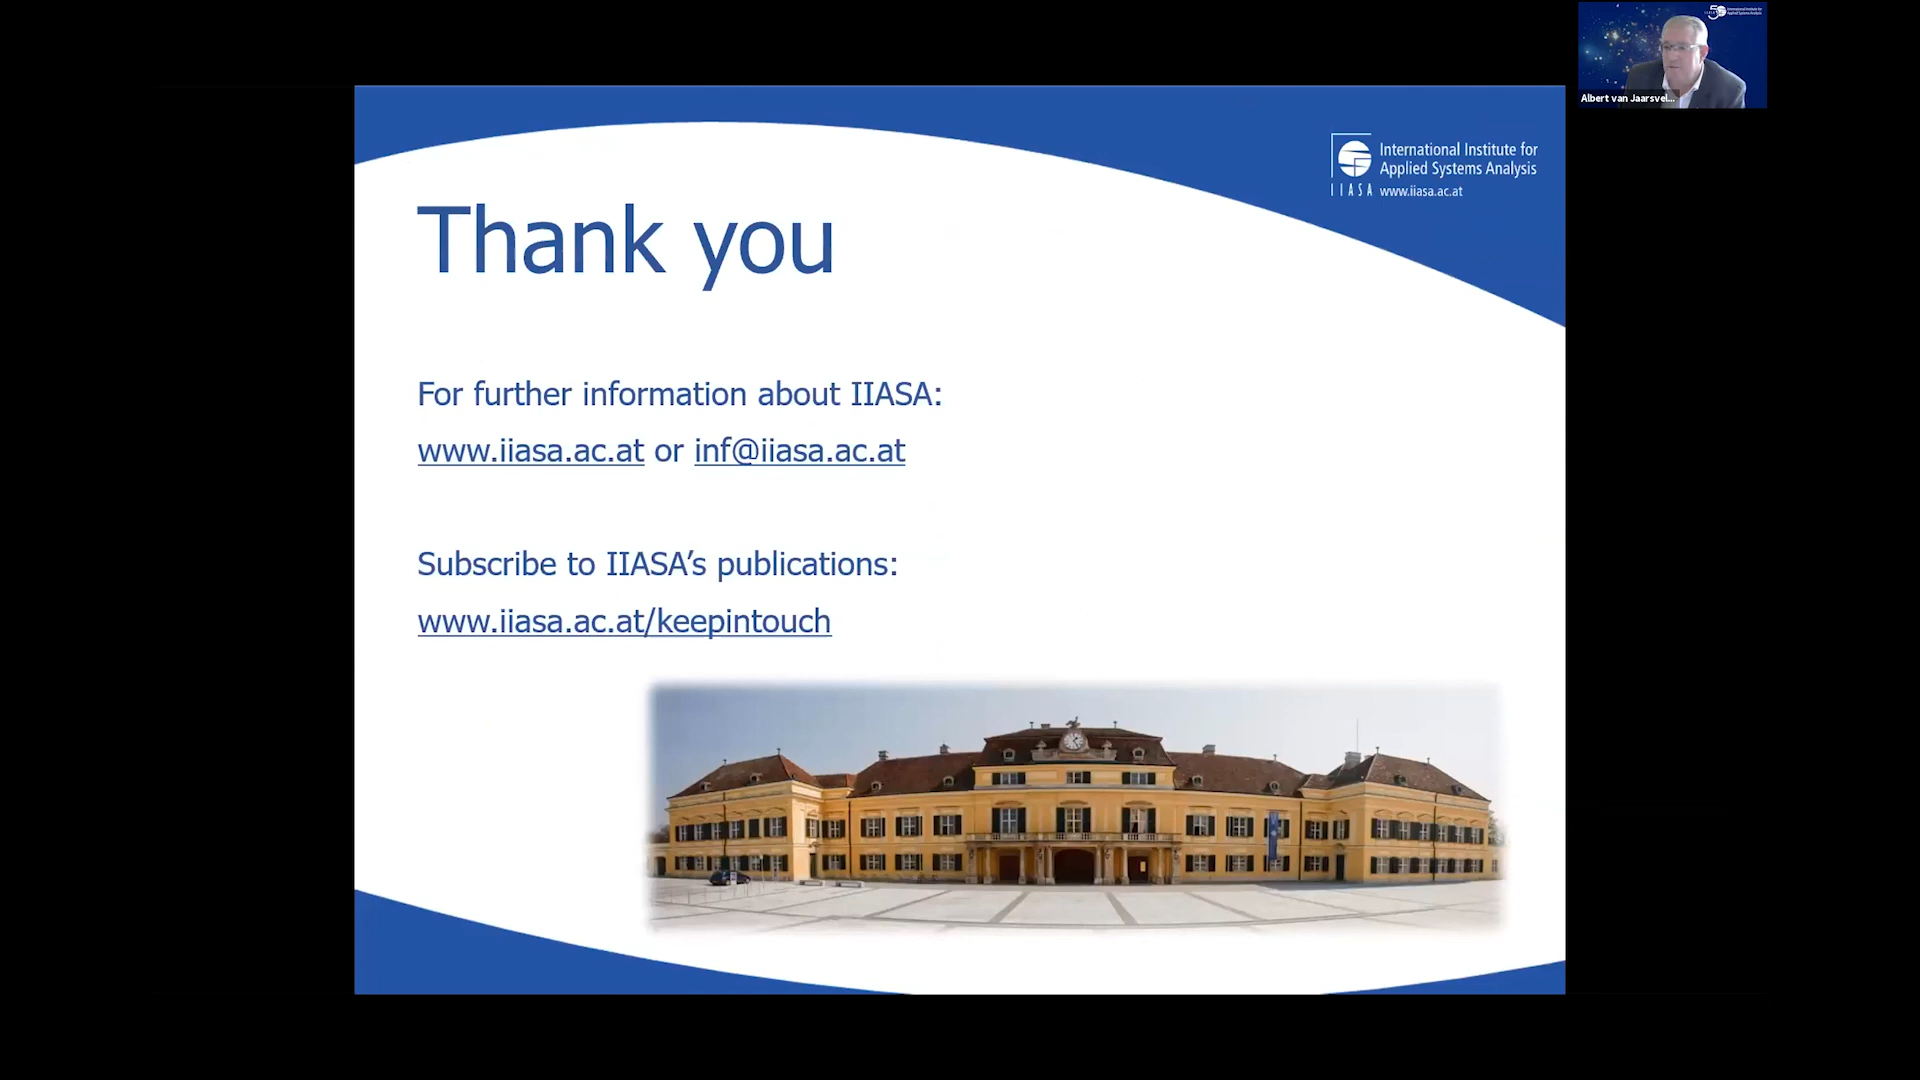 Albert van Jaarsvel...
International Institute for
Applied Systems Analysis
IIASA www.iiasa.ac.at
Thank you
For further information about IIASA:
www.iiasa.ac.at or inf@iiasa.ac.at
Subscribe to IIASA’s publications:
www.iiasa.ac.at/keepintouch